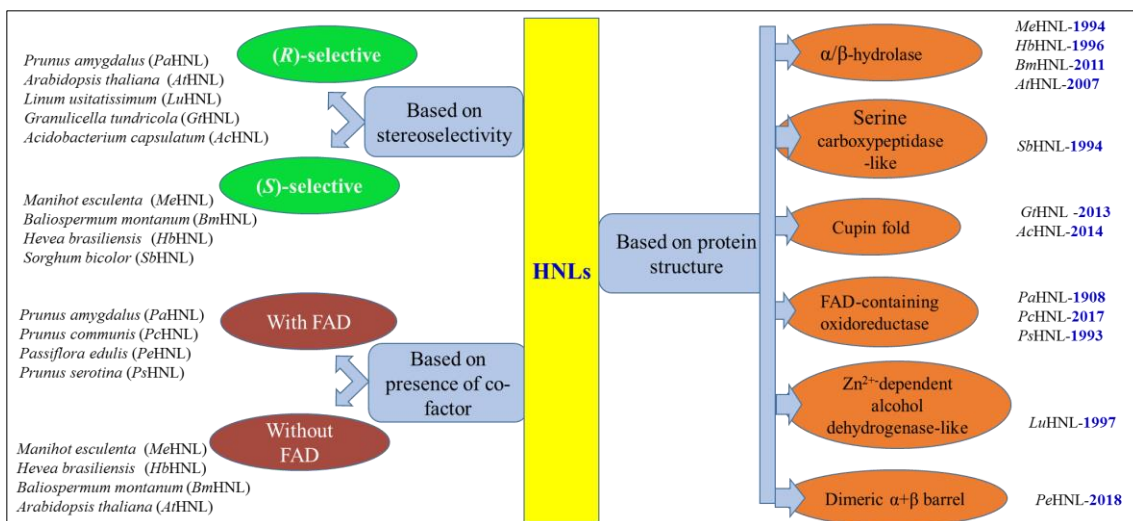 Prunus amygdalus (PaHNL)
Arabidopsis thaliana (AtHNL)
Linum usitatissimum (LuHNL)
Granulicella tundricola (GtHNL)
Acidobacterium capsulatum (AcHNL)
(R)-selective
Based on
stereoselectivity
(S)-selective
Manihot esculenta (MeHNL)
Baliospermum montanum (BmHNL)
Hevea brasiliensis (HbHNL)
Sorghum bicolor (SbHNL)
Prunus amygdalus (PaHNL)
Prunus communis (PcHNL)
Passiflora edulis (PeHNL)
Prunus serotina (PsHNL)
With FAD
Based on
presence of co-
factor
Without
FAD
Manihot esculenta (MeHNL)
Hevea brasiliensis (HbHNL)
Baliospermum montanum (BmHNL)
Arabidopsis thaliana (AtHNL)
HNLs
Based on protein
structure
α/β-hydrolase
MeHNL-1994
HbHNL-1996
BmHNL-2011
AtHNL-2007
Serine
carboxypeptidase
-like
SbHNL-1994
Cupin fold
GtHNL -2013
AcHNL-2014
FAD-containing
oxidoreductase
PaHNL-1908
PcHNL-2017
PsHNL-1993
Zn²⁺-dependent
alcohol
dehydrogenase-like
LuHNL-1997
Dimeric α+β barrel
PeHNL-2018